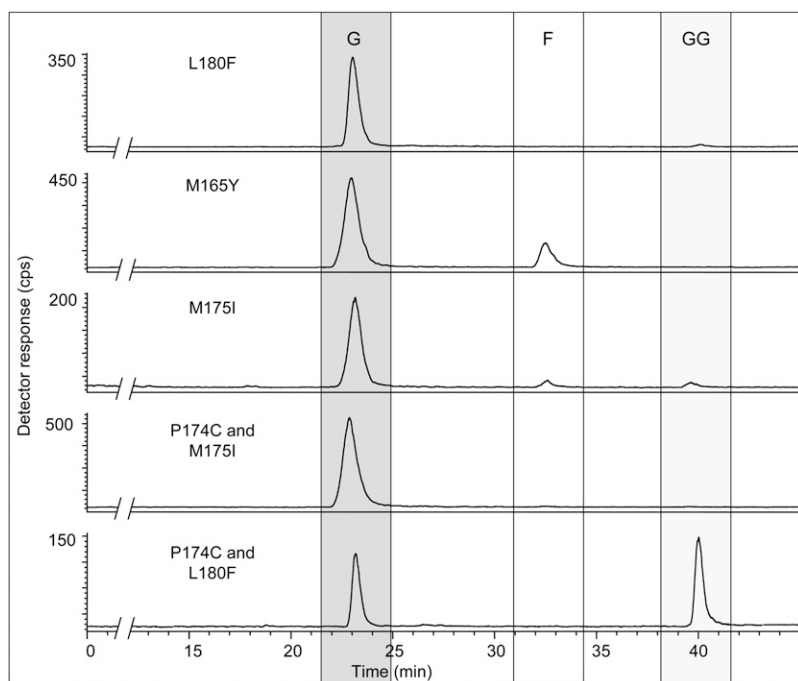 G F GG
350 L180F
450 M165Y
200 M175I
500 P174C and
M175I
150 P174C and
L180F
Detector response (cps)
0 15 20 25 30 35 40
Time (min)